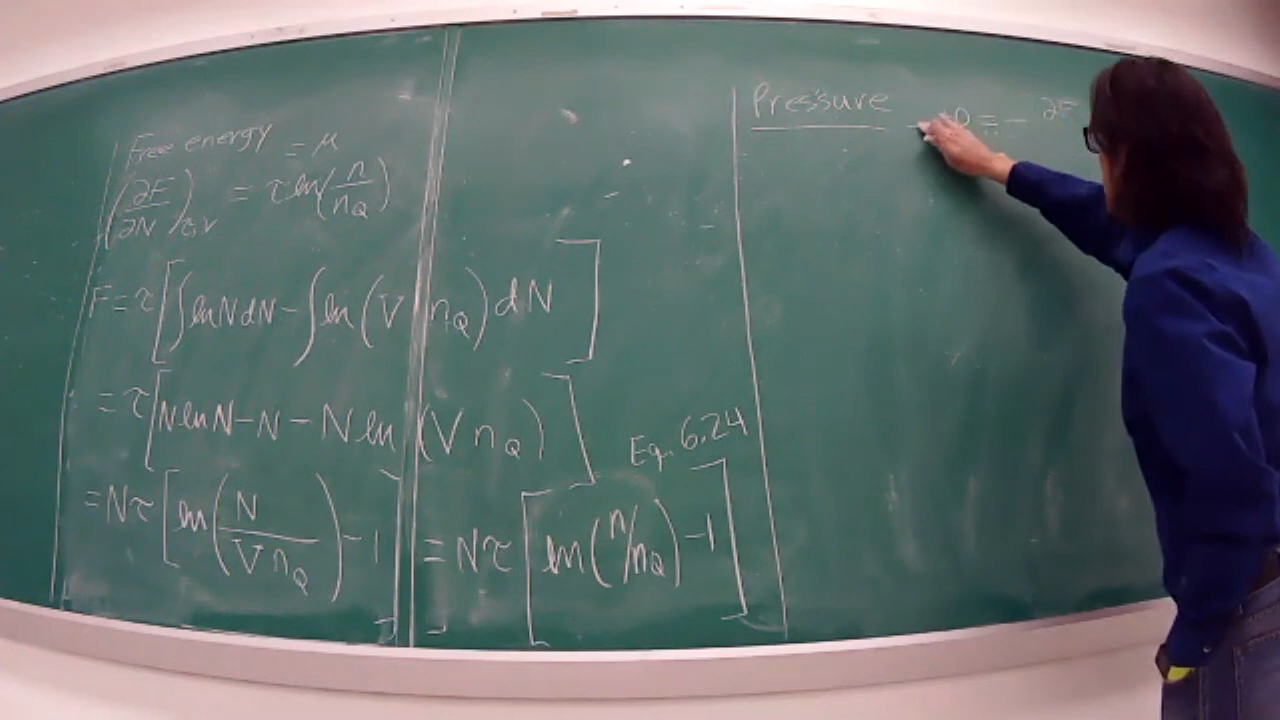 Free energy = μ
(∂F/∂N)τ,V = τ ln(n/nQ)
F = τ[∫lnN dN - ∫ln(V nQ) dN]
= τ[N ln N - N - N ln (V nQ)]
Eq. 6.24
= Nτ[ln(N/V nQ) - 1] = Nτ[ln(n/nQ) - 1]
Pressure p = - ∂F